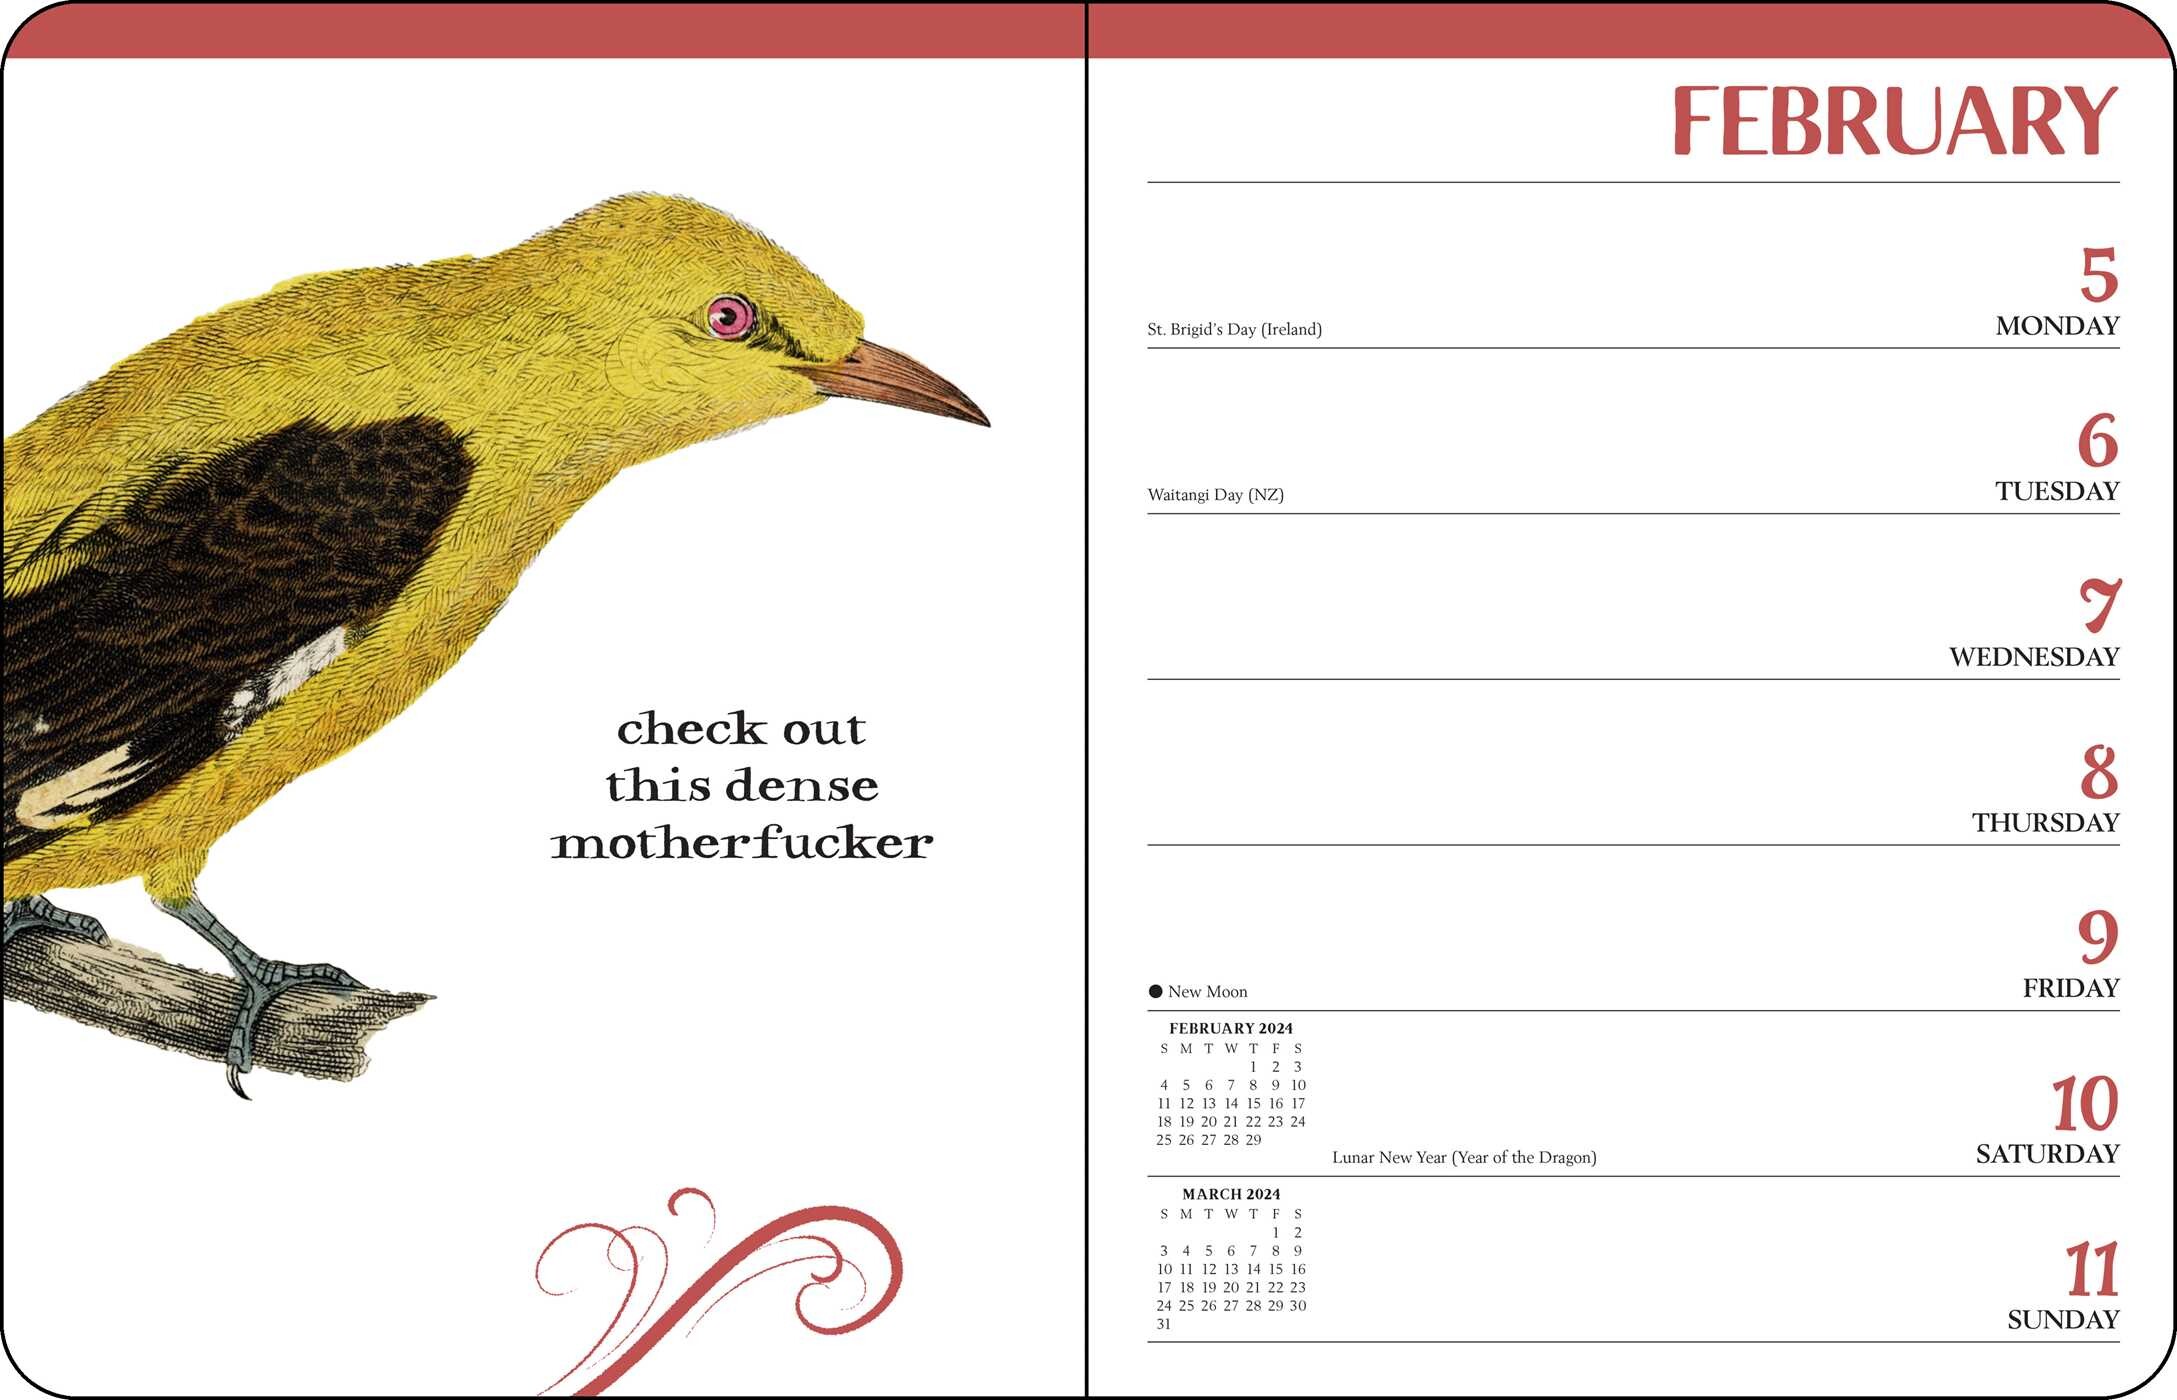 check out
this dense
motherfucker
FEBRUARY
5
St. Brigid's Day (Ireland) MONDAY
6
Waitangi Day (NZ) TUESDAY
7
WEDNESDAY
8
THURSDAY
9
● New Moon FRIDAY
FEBRUARY 2024
S M T W T F S
1 2 3
4 5 6 7 8 9 10
11 12 13 14 15 16 17
18 19 20 21 22 23 24
25 26 27 28 29
10
Lunar New Year (Year of the Dragon) SATURDAY
MARCH 2024
S M T W T F S
1 2
3 4 5 6 7 8 9
10 11 12 13 14 15 16
17 18 19 20 21 22 23
24 25 26 27 28 29 30
31
11
SUNDAY